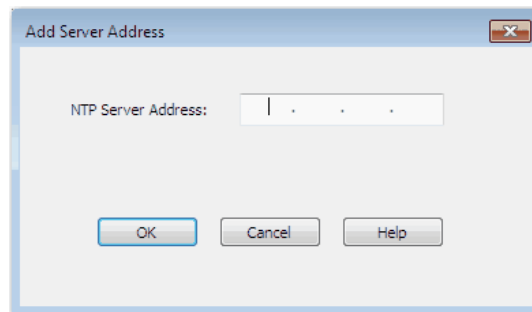 Add Server Address
NTP Server Address: . . .
OK Cancel Help